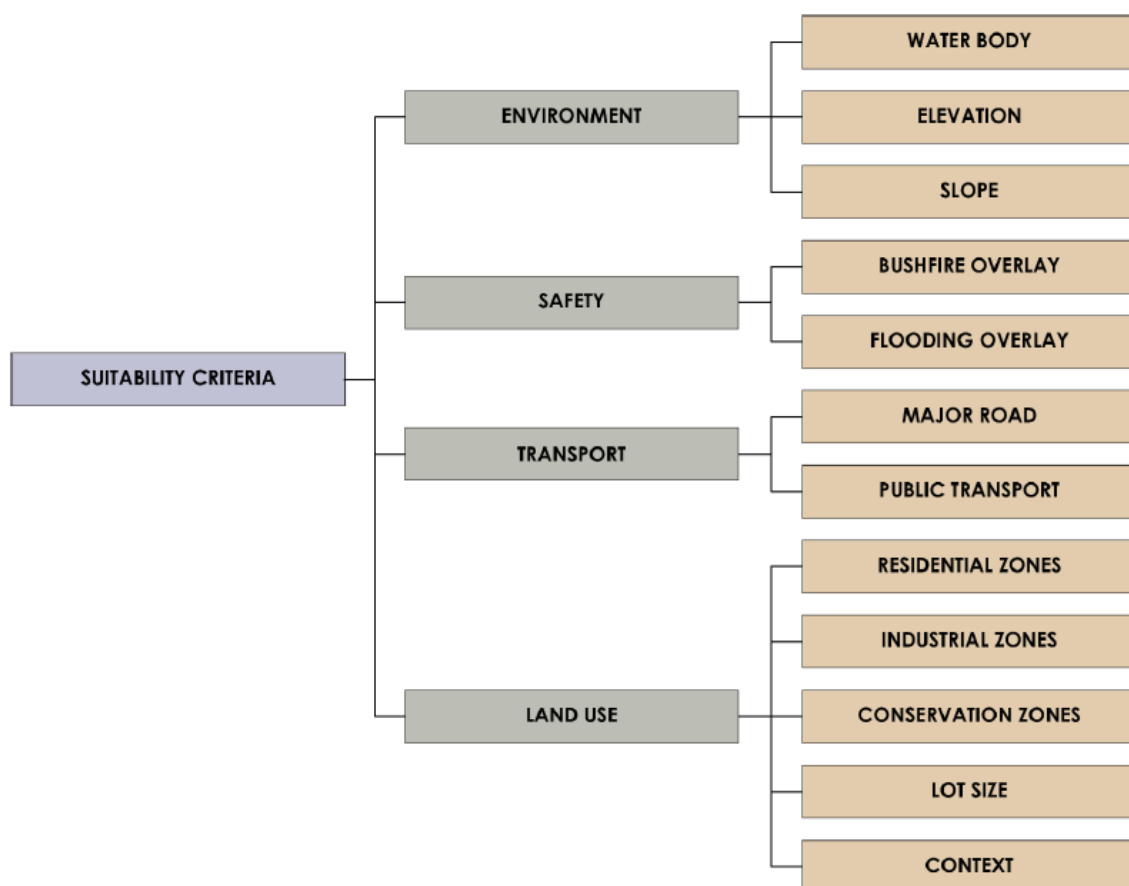 WATER BODY
ENVIRONMENT
ELEVATION
SLOPE
BUSHFIRE OVERLAY
SAFETY
FLOODING OVERLAY
SUITABILITY CRITERIA
MAJOR ROAD
TRANSPORT
PUBLIC TRANSPORT
RESIDENTIAL ZONES
INDUSTRIAL ZONES
LAND USE
CONSERVATION ZONES
LOT SIZE
CONTEXT